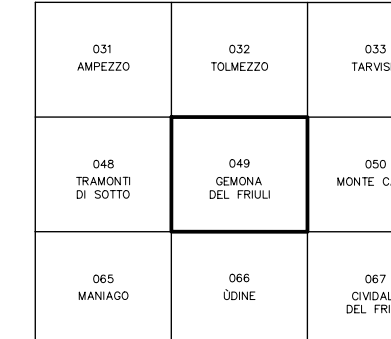 031
AMPEZZO
032
TOLMEZZO
033
048
TRAMONTI
DI SOTTO
049
GEMONA
DEL FRIULI
050
MONTE
065
MANIAGO
066
ÙDINE
067
DEL